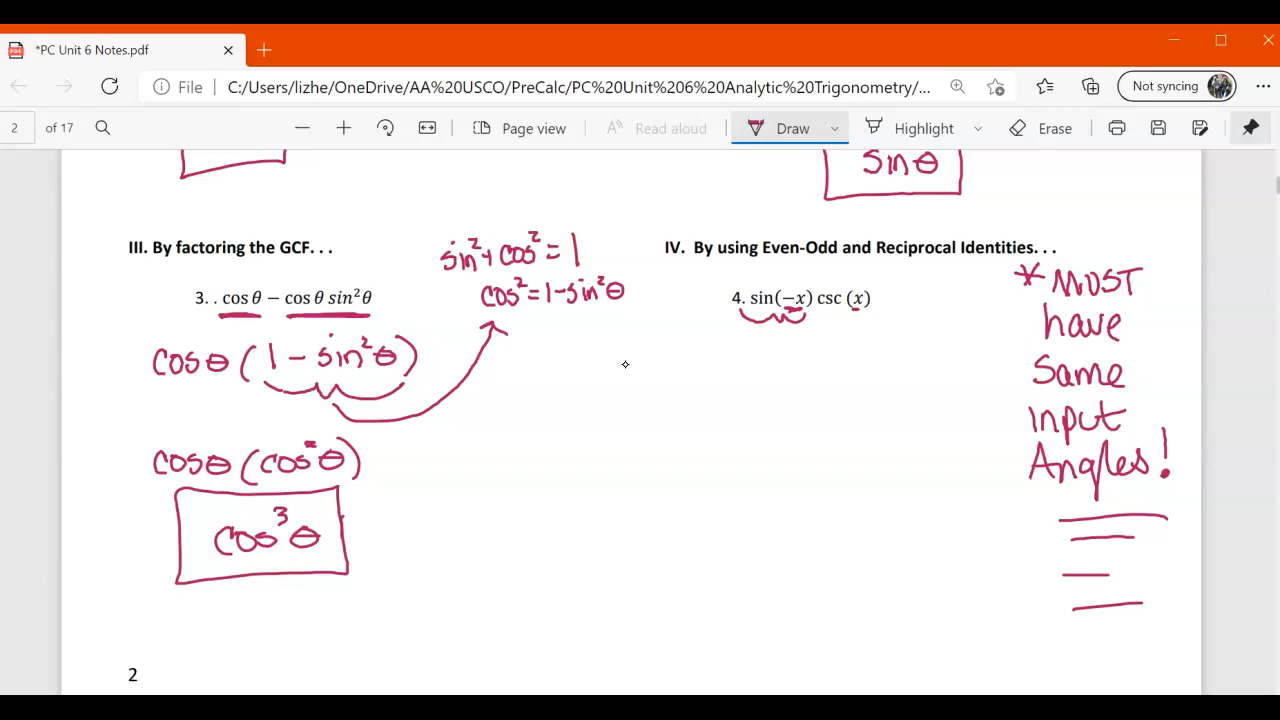 *PC Unit 6 Notes.pdf
File C:/Users/lizhe/OneDrive/AA%20USCO/PreCalc/PC%20Unit%206%20Analytic%20Trigonometry/...
Not syncing
2 of 17
Page view
Read aloud
Draw
Highlight
Erase
sin θ
III. By factoring the GCF. . .
sin² + cos² = 1
cos² = 1 - sin²θ
3. . cos θ − cos θ sin²θ
cosθ (1 − sin²θ)
cosθ (cos²θ)
cos³θ
IV. By using Even-Odd and Reciprocal Identities. . .
4. sin(−x) csc (x)
*MUST
have
Same
Input
Angles!
2